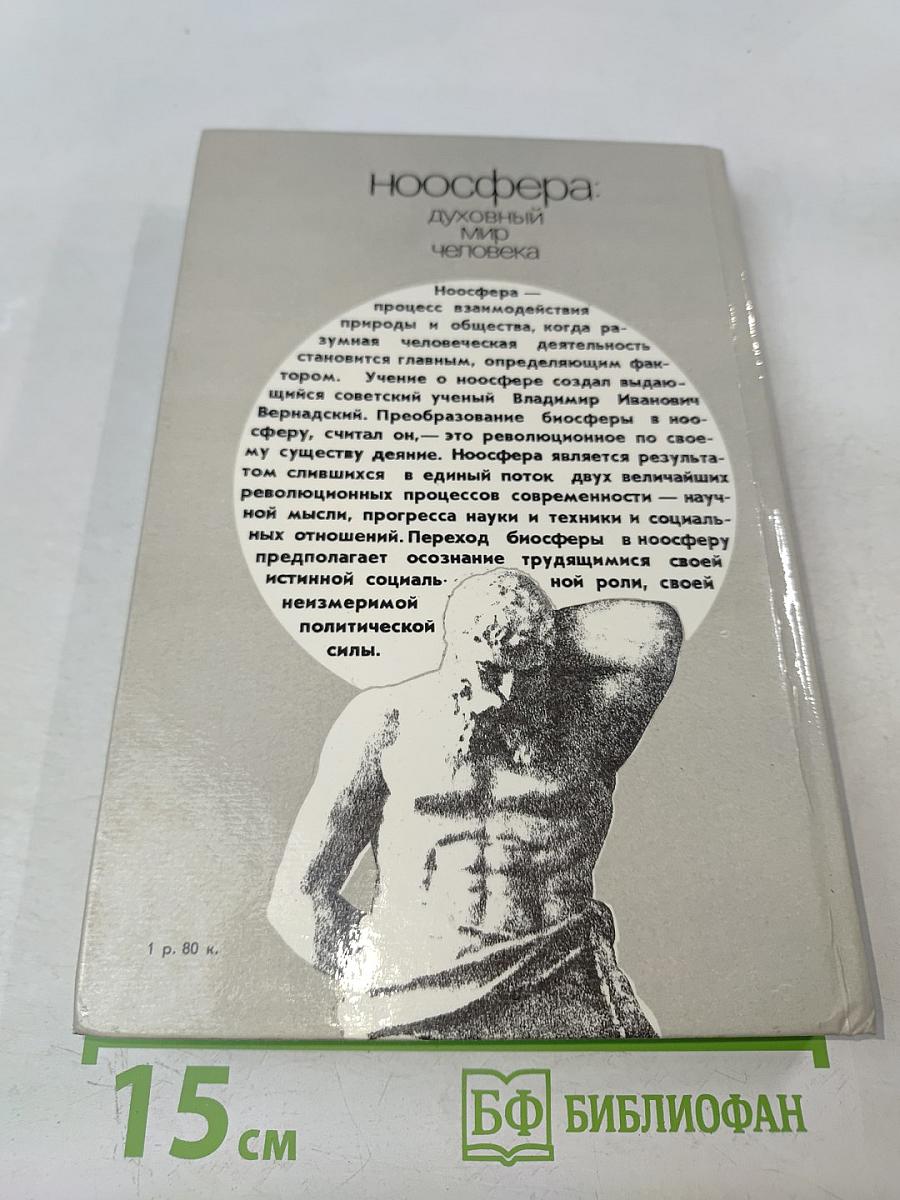 ноосфера:
духовный
мир
человека
Ноосфера —
процесс взаимодействия
природы и общества, когда ра-
зумная человеческая деятельность
становится главным, определяющим фак-
тором. Учение о ноосфере создал выдаю-
щийся советский ученый Владимир Иванович
Вернадский. Преобразование биосферы в ноо-
сферу, считал он,— это революционное по свое-
му существу деяние. Ноосфера является результа-
том слившихся в единый поток двух величайших
революционных процессов современности — науч-
ной мысли, прогресса науки и техники и социаль-
ных отношений. Переход биосферы в ноосферу
предполагает осознание трудящимися своей
истинной социаль- ной роли, своей
неизмеримой
политической
силы.
1 р. 80 к.
15 см
БФ БИБЛИОФАН